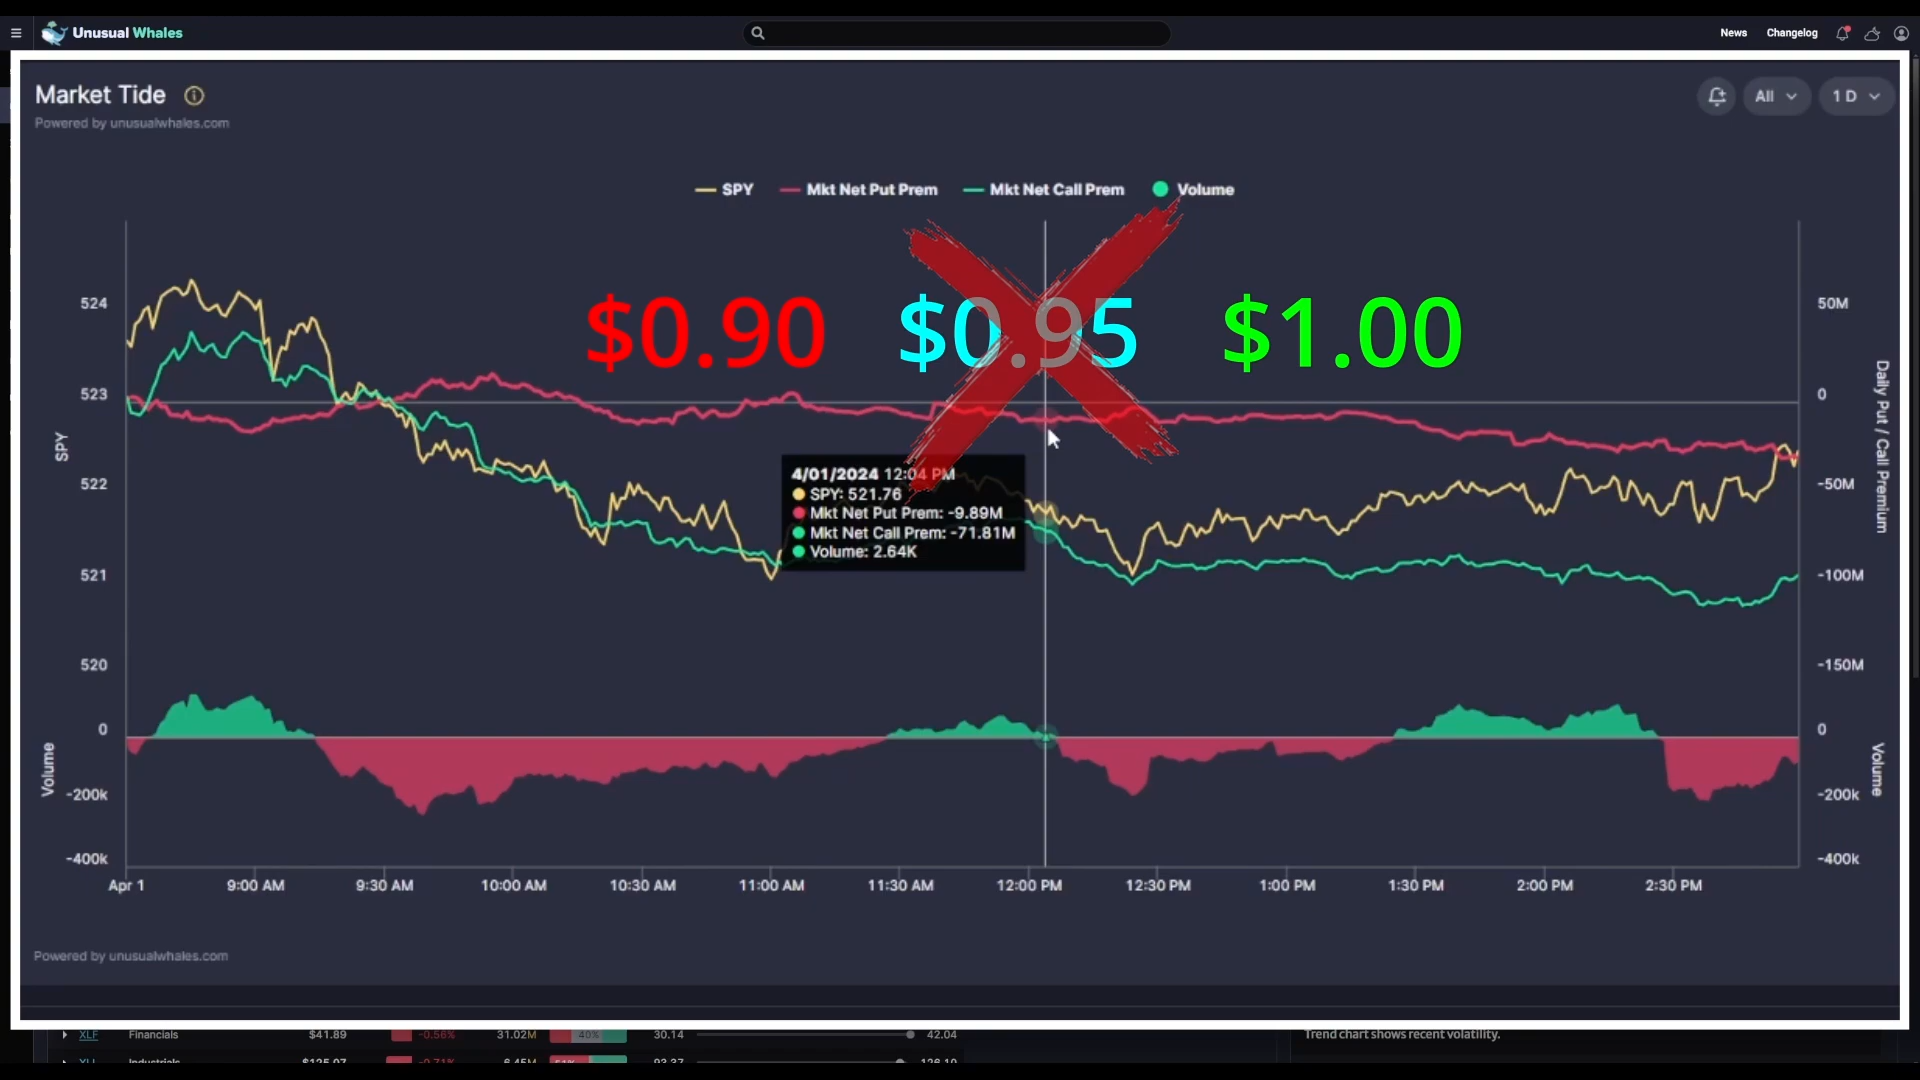 Unusual Whales
News Changelog
Market Tide
Powered by unusualwhales.com
All 1 D
SPY Mkt Net Put Prem Mkt Net Call Prem Volume
$0.90 $0.95 $1.00
524 50M
523 0
522 -50M
521 -100M
520 -150M
SPY
Daily Put / Call Premium
4/01/2024 12:04 PM
SPY: 521.76
Mkt Net Put Prem: -9.89M
Mkt Net Call Prem: -71.81M
Volume: 2.64K
0 0
-200k -200k
-400k -400k
Volume
Volume
Apr 1 9:00 AM 9:30 AM 10:00 AM 10:30 AM 11:00 AM 11:30 AM 12:00 PM 12:30 PM 1:00 PM 1:30 PM 2:00 PM 2:30 PM
Powered by unusualwhales.com
XLF Financials $41.89 -0.56% 31.02M 40% 30.14 42.04
Trend chart shows recent volatility.